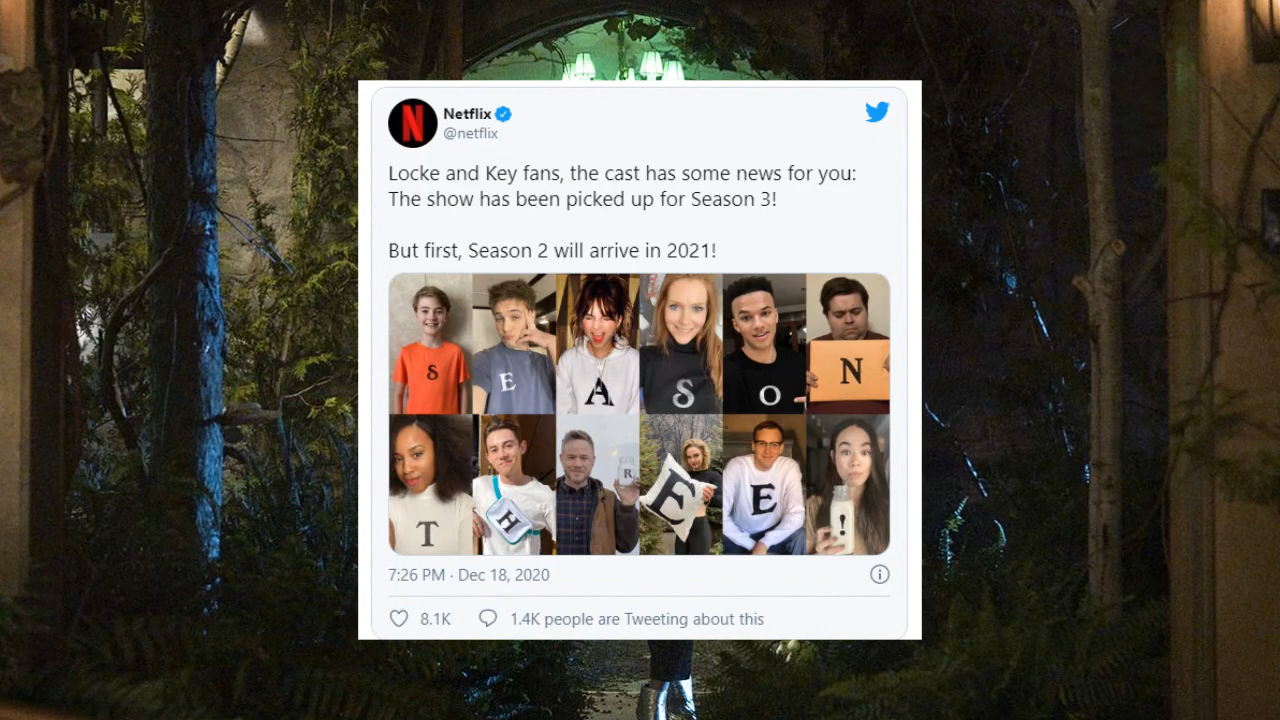 N
Netflix
@netflix
Locke and Key fans, the cast has some news for you:
The show has been picked up for Season 3!
But first, Season 2 will arrive in 2021!
S E A S O N
T H R E E !
7:26 PM · Dec 18, 2020
8.1K 1.4K people are Tweeting about this